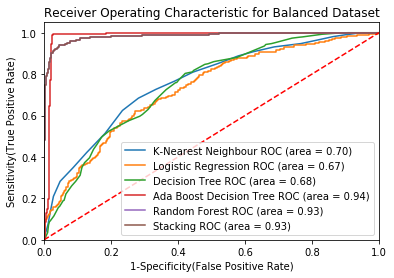 Receiver Operating Characteristic for Balanced Dataset
1.0
0.8
0.6
0.4
0.2
0.0
Sensitivity(True Positive Rate)
K-Nearest Neighbour ROC (area = 0.70)
Logistic Regression ROC (area = 0.67)
Decision Tree ROC (area = 0.68)
Ada Boost Decision Tree ROC (area = 0.94)
Random Forest ROC (area = 0.93)
Stacking ROC (area = 0.93)
0.0 0.2 0.4 0.6 0.8 1.0
1-Specificity(False Positive Rate)